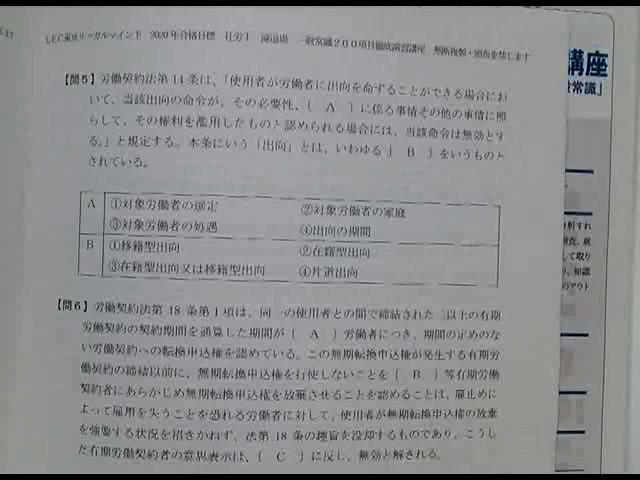 LEC東京リーガルマインド 2020年合格目標 社労士 澤井道場 一般常識200項目徹底演習講座 無断複製・頒布を禁じます
【問5】労働契約法第14条は、「使用者が労働者に出向を命ずることができる場合にお
いて、当該出向の命令が、その必要性、〔 A 〕に係る事情その他の事情に照
らして、その権利を濫用したものと認められる場合には、当該命令は無効とす
る。」と規定する。本条にいう「出向」とは、いわゆる〔 B 〕をいうものと
されている。
A ①対象労働者の選定 ②対象労働者の家庭
③対象労働者の処遇 ④出向の期間
B ①移籍型出向 ②在籍型出向
③在籍型出向又は移籍型出向 ④片道出向
【問6】労働契約法第18条第1項は、同一の使用者との間で締結された二以上の有期
労働契約の契約期間を通算した期間が〔 A 〕労働者につき、期間の定めのな
い労働契約への転換申込権を認めている。この無期転換申込権が発生する有期労
働契約の締結以前に、無期転換申込権を行使しないことを〔 B 〕等有期労働
契約者にあらかじめ無期転換申込権を放棄させることを認めることは、雇止めに
よって雇用を失うことを恐れる労働者に対して、使用者が無期転換申込権の放棄
を強要する状況を招きかねず、法第18条の趣旨を没却するものであり、こうし
た有期労働契約者の意思表示は、〔 C 〕に反し、無効と解される。
講座
常識」